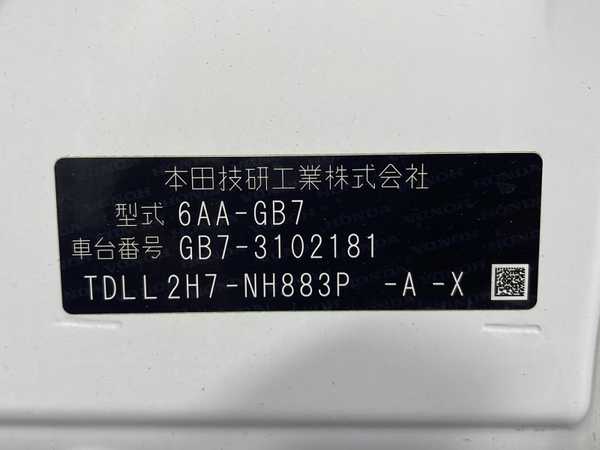 本田技研工業株式会社
型式 6AA-GB7
車台番号 GB7-3102181
TDLL2H7-NH883P -A -X